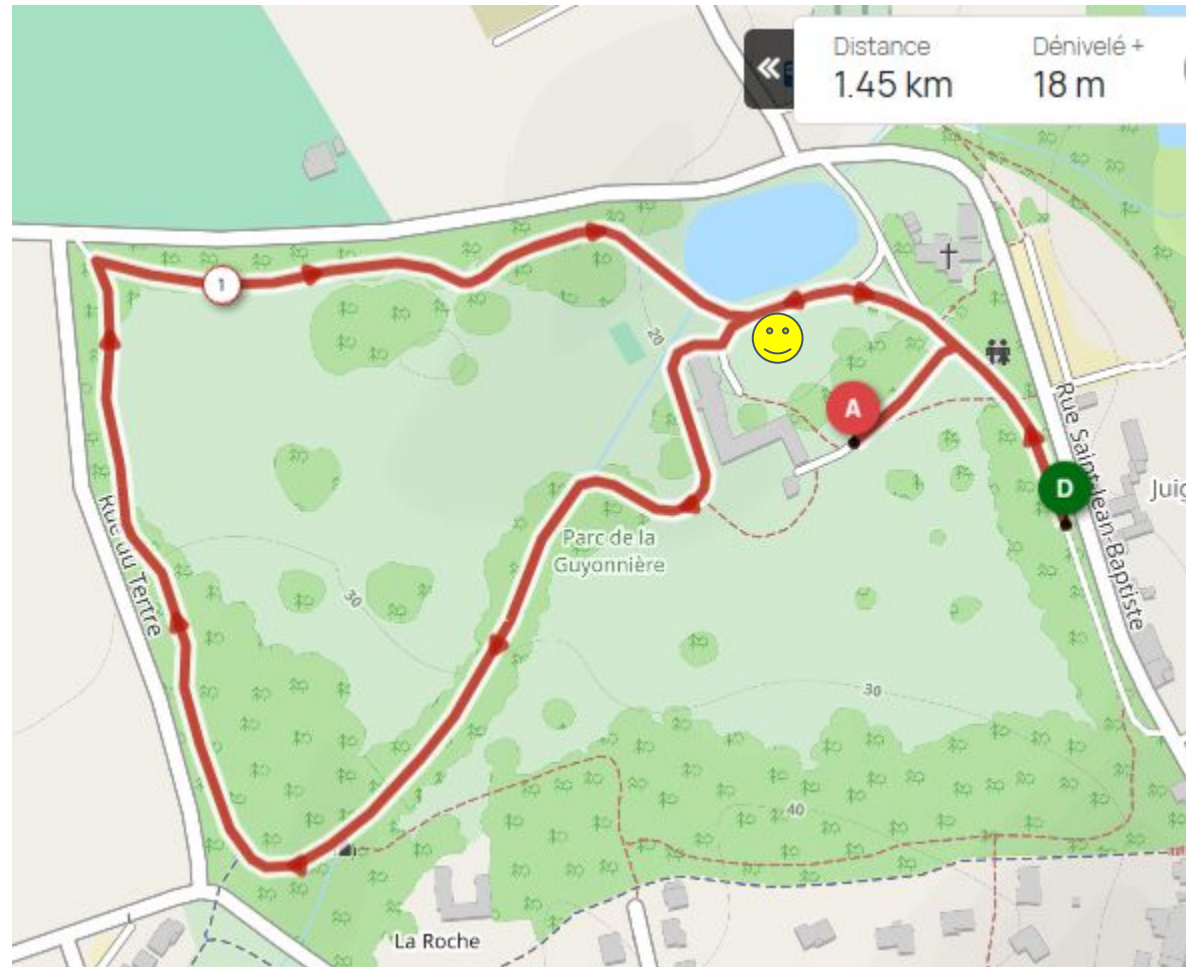 Distance
1.45 km
Dénivelé +
18 m
1
20
A
Rue Saint-Jean-Baptiste
D
Juig
Parc de la
Guyonnière
30
Rue du Tertre
30
40
La Roche